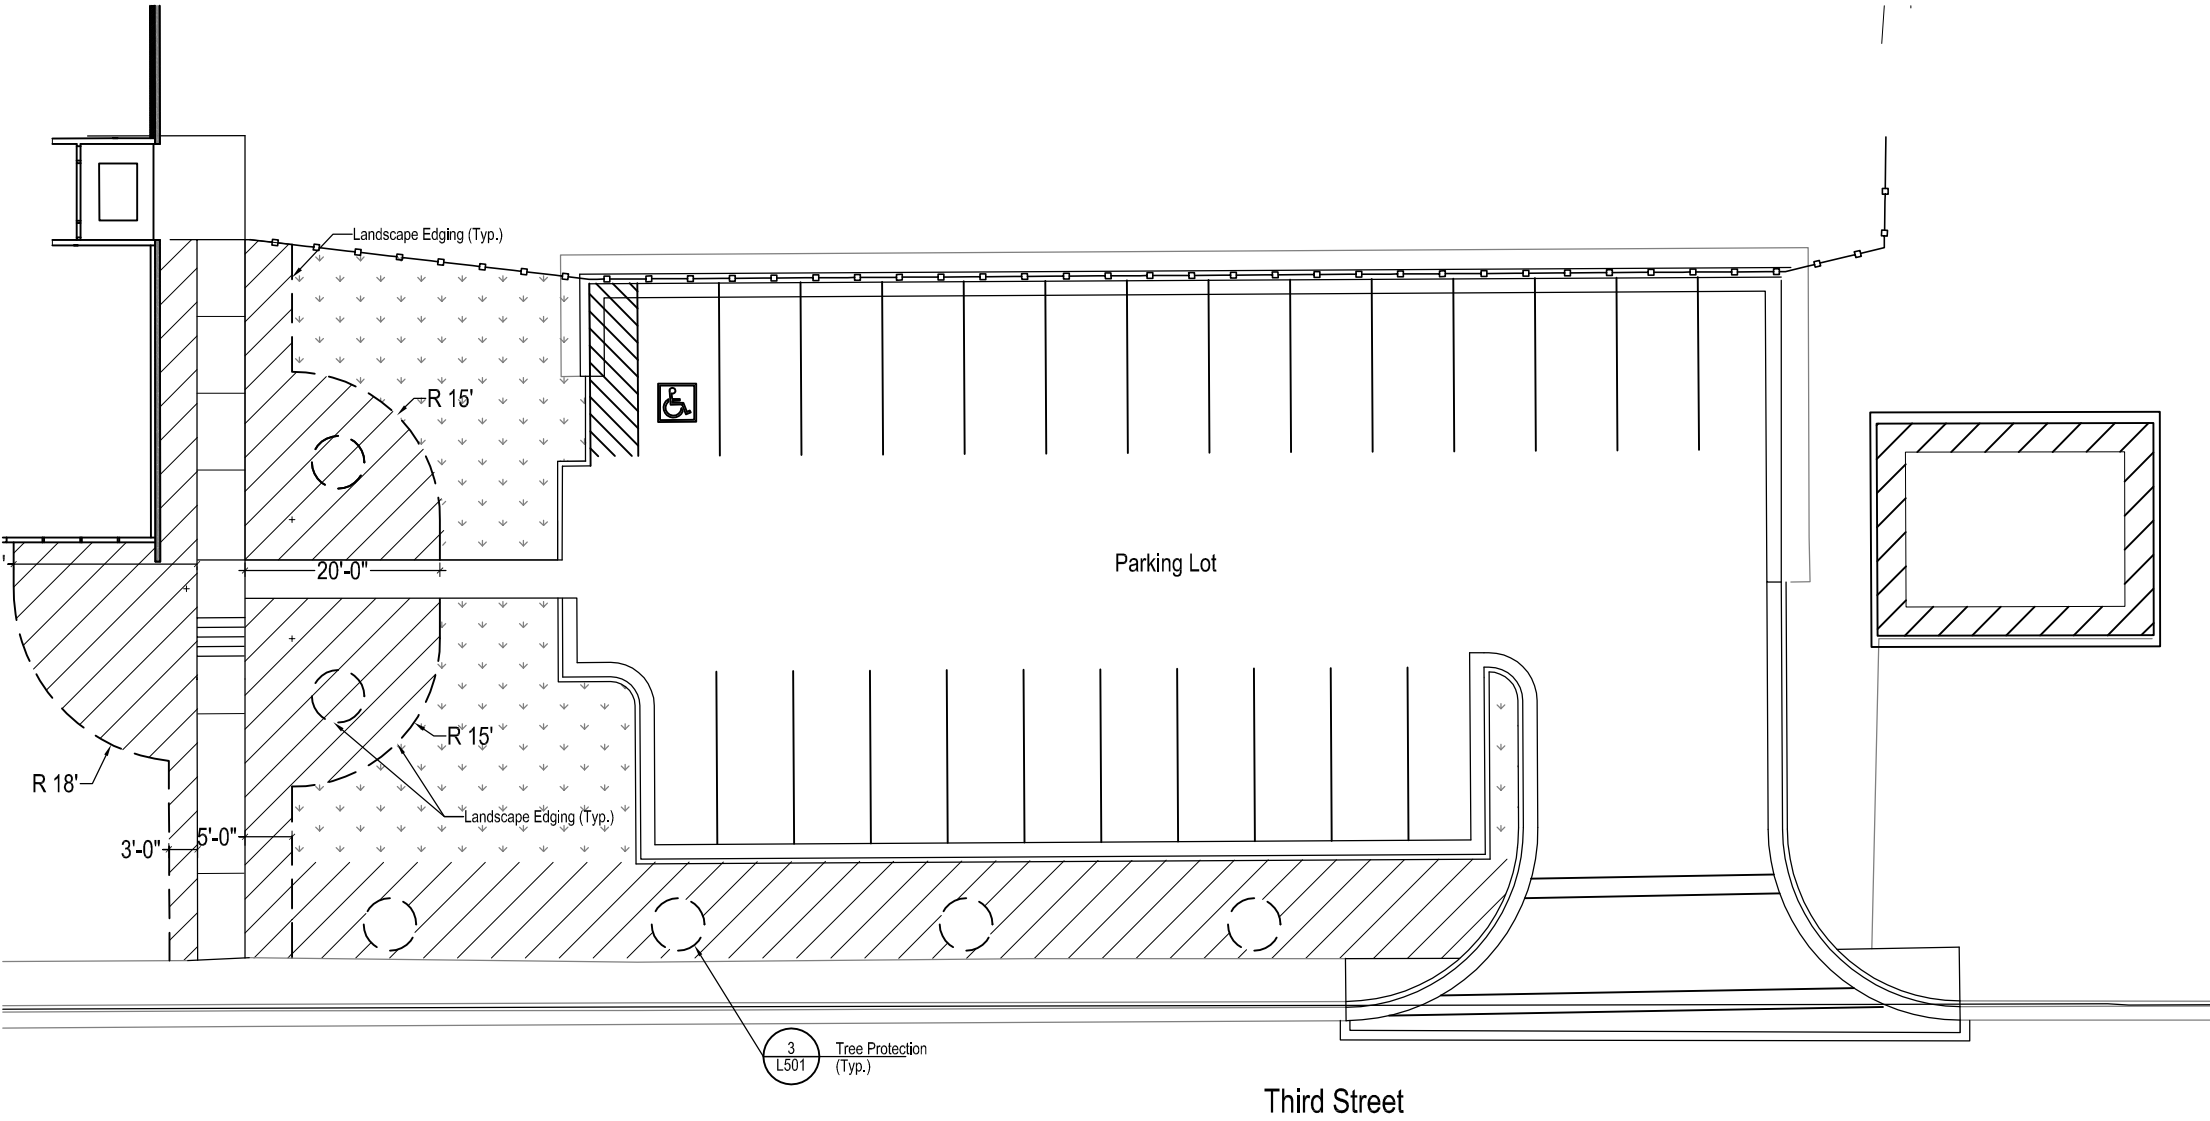 Landscape Edging (Typ.)
R 15'
Parking Lot
'
20'-0"
R 15'
R 18'
Landscape Edging (Typ.)
5'-0"
3'-0"
3
L501
Tree Protection
(Typ.)
Third Street